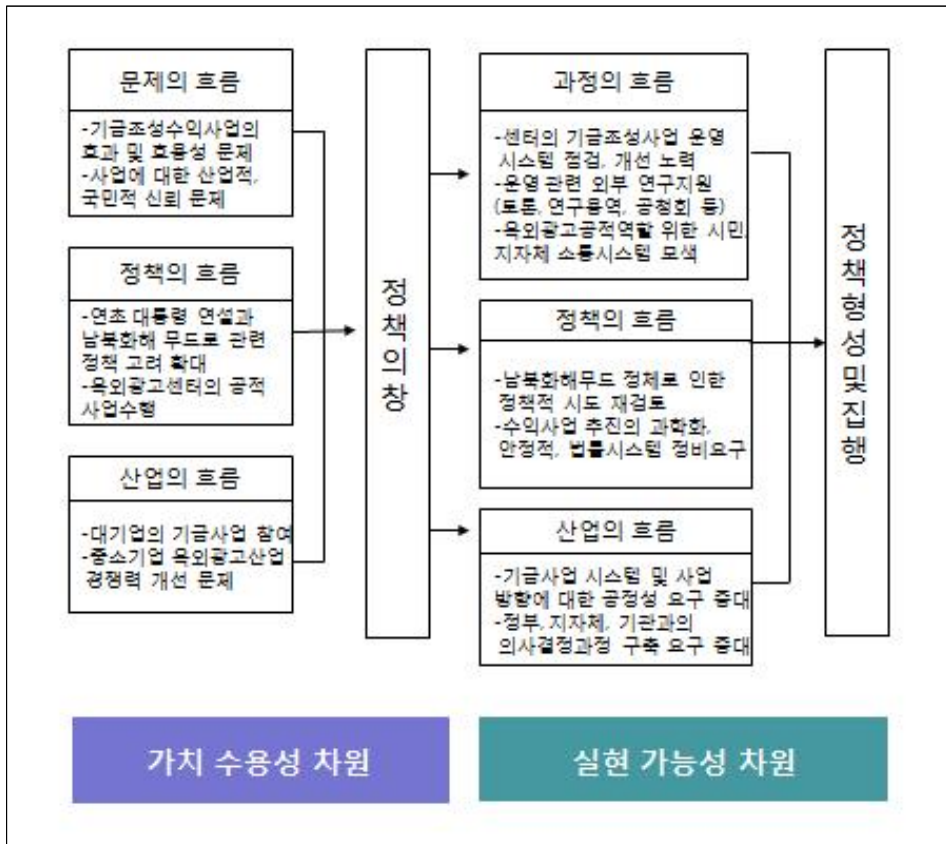 문제의 흐름
-기금조성수익사업의
효과 및 효용성 문제
-사업에 대한 산업적,
국민적 신뢰 문제
정책의 흐름
-연초 대통령 연설과
남북화해 무드로 관련
정책 고려 확대
-옥외광고센터의 공적
사업수행
산업의 흐름
-대기업의 기금사업 참여
-중소기업 옥외광고산업
경쟁력 개선 문제
정책의창
과정의 흐름
-센터의 기금조성사업 운영
시스템 점검, 개선 노력
-운영 관련 외부 연구지원
(토론, 연구용역, 공청회 등)
-옥외광고공적역할 위한 시민,
지자체 소통시스템 모색
정책의 흐름
-남북화해무드 정체로 인한
정책적 시도 재검토
-수익사업 추진의 과학화,
안정적, 법률시스템 정비요구
산업의 흐름
-기금사업 시스템 및 사업
방향에 대한 공정성 요구 증대
-정부, 지자체, 기관과의
의사결정과정 구축 요구 증대
정책형성및집행
가치 수용성 차원
실현 가능성 차원